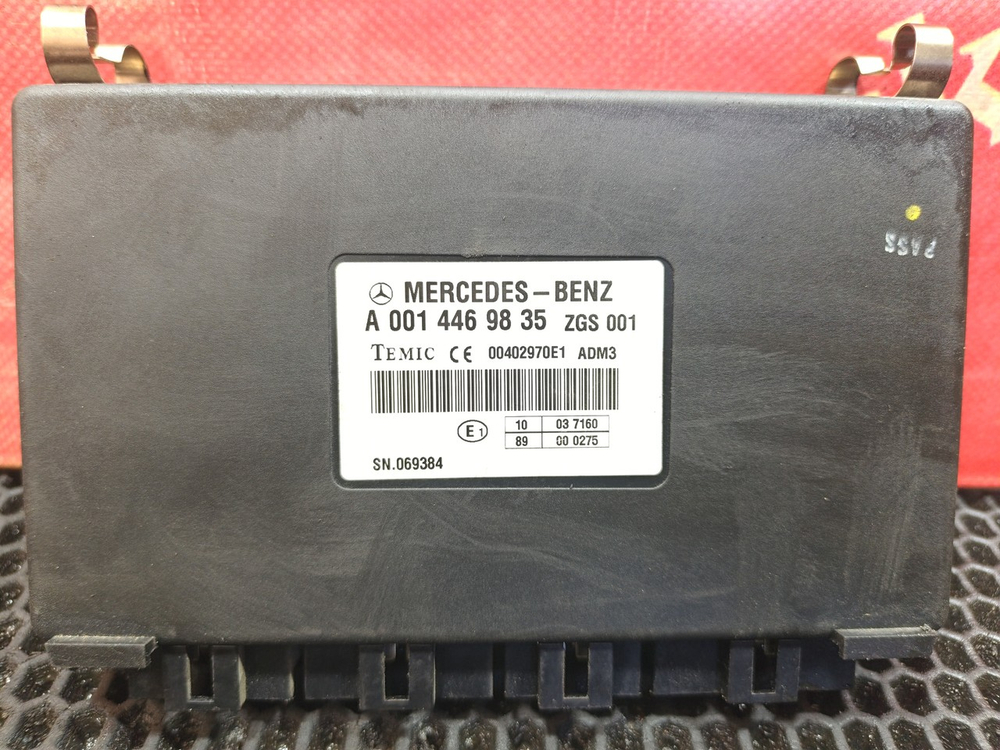 PASS
MERCEDES-BENZ
A 001 446 98 35 ZGS 001
TEMIC CE 00402970E1 ADM3
E1 10 03 7160
89 00 0275
SN.069384